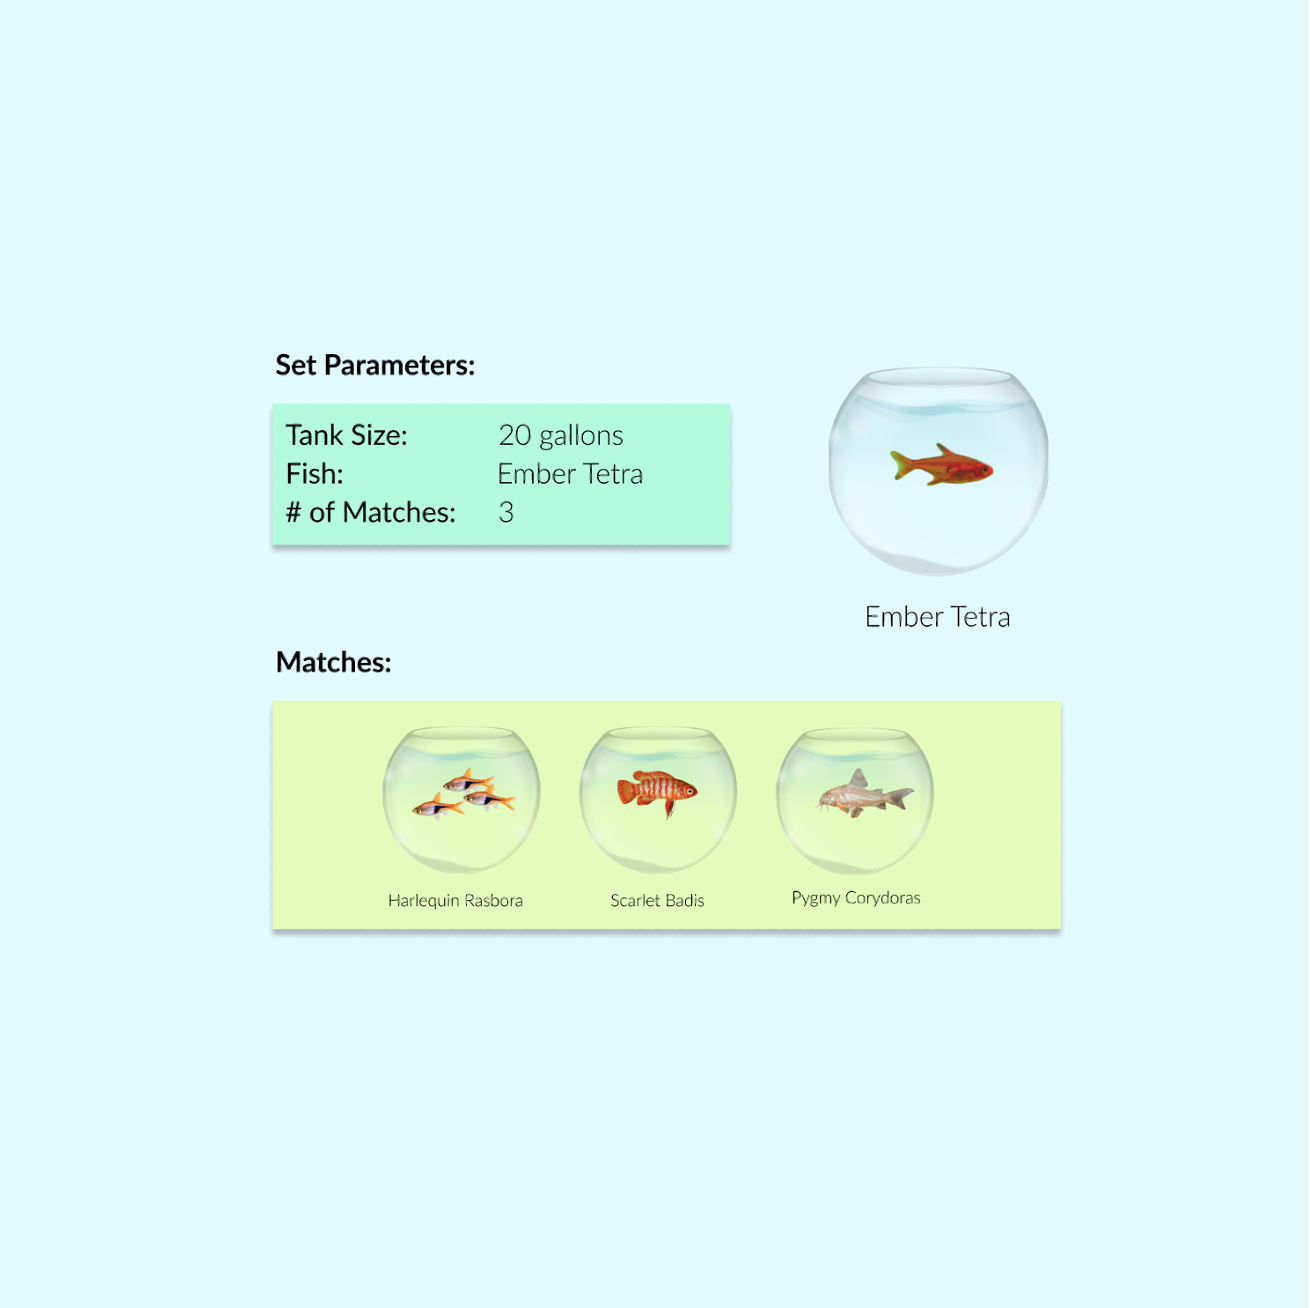 Set Parameters:
Tank Size: 20 gallons
Fish: Ember Tetra
# of Matches: 3
Ember Tetra
Matches:
Harlequin Rasbora
Scarlet Badis
Pygmy Corydoras